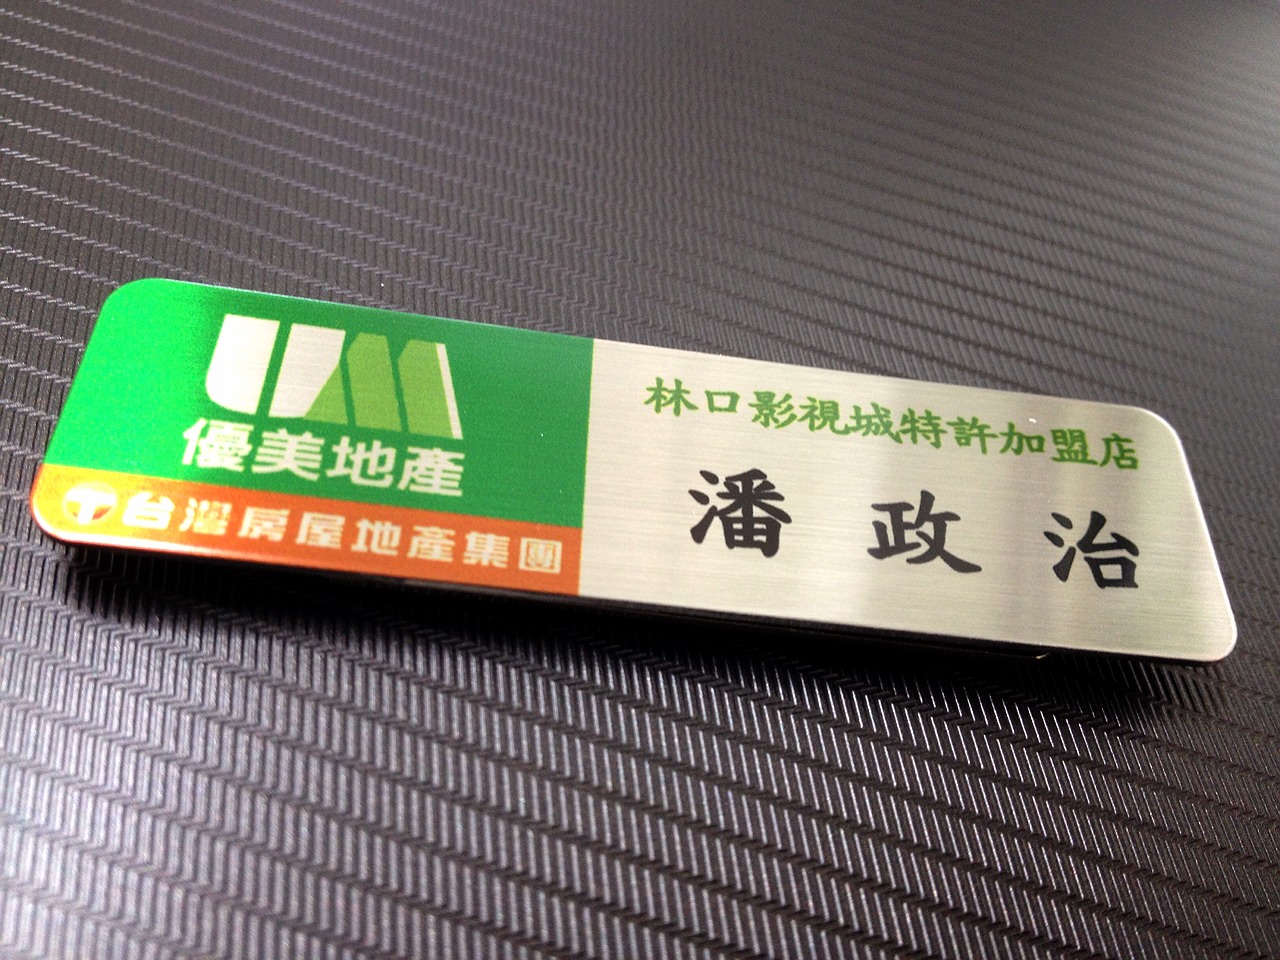 UM
優美地產
台灣房屋地產集團
林口影視城特許加盟店
潘政治